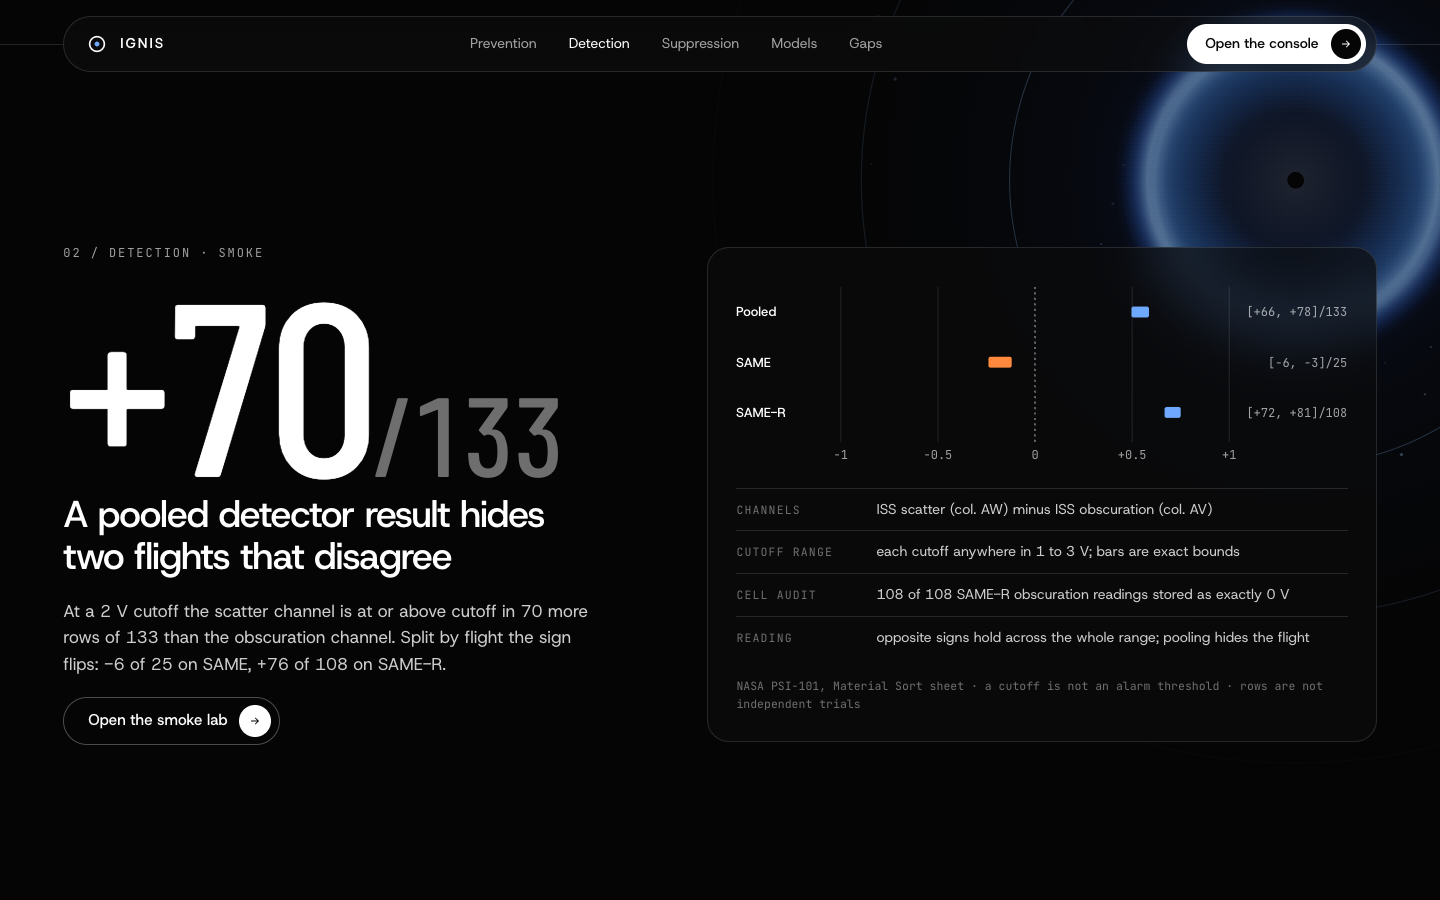 IGNIS
Prevention
Detection
Suppression
Models
Gaps
Open the console
02 / DETECTION · SMOKE
+70/133
A pooled detector result hides
two flights that disagree
At a 2 V cutoff the scatter channel is at or above cutoff in 70 more
rows of 133 than the obscuration channel. Split by flight the sign
flips: −6 of 25 on SAME, +76 of 108 on SAME-R.
Open the smoke lab
Pooled
[+66, +78]/133
SAME
[-6, -3]/25
SAME-R
[+72, +81]/108
-1
-0.5
0
+0.5
+1
CHANNELS
ISS scatter (col. AW) minus ISS obscuration (col. AV)
CUTOFF RANGE
each cutoff anywhere in 1 to 3 V; bars are exact bounds
CELL AUDIT
108 of 108 SAME-R obscuration readings stored as exactly 0 V
READING
opposite signs hold across the whole range; pooling hides the flight
NASA PSI-101, Material Sort sheet · a cutoff is not an alarm threshold · rows are not
independent trials